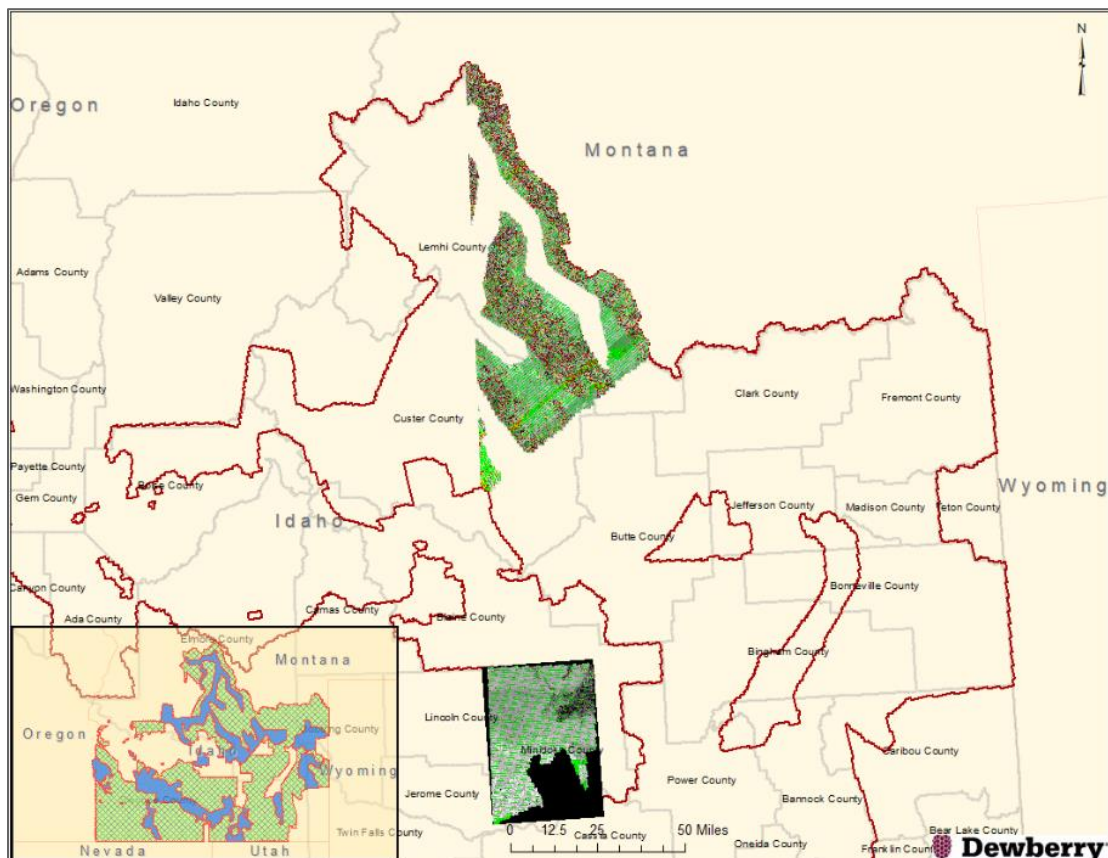 N
Oregon
Idaho County
Montana
Lemhi County
Adams County
Valley County
Washington County
Clark County
Fremont County
Custer County
Payette County
Boise County
Gem County
Wyoming
Jefferson County
Madison County
Teton County
Idaho
Butte County
Canyon County
Bonneville County
Camas County
Blaine County
Ada County
Elmore County
Bingham County
Montana
Lincoln County
Oregon
Idaho
Minidoka County
Caribou County
Wyoming
Power County
Jerome County
Bannock County
Twin Falls County
0 12.5 25 50 Miles
Cassia County
Bear Lake County
Oneida County
Franklin County
Nevada
Utah
Dewberry